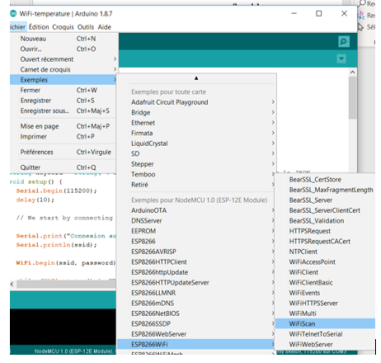 WiFi-temperature | Arduino 1.8.7
Fichier Édition Croquis Outils Aide
Nouveau Ctrl+N
Ouvrir... Ctrl+O
Ouvert récemment
Carnet de croquis
Exemples
Fermer Ctrl+W
Enregistrer Ctrl+S
Enregistrer sous... Ctrl+Maj+S
Mise en page Ctrl+Maj+P
Imprimer Ctrl+P
Préférences Ctrl+Virgule
Quitter Ctrl+Q
void setup() {
Serial.begin(115200);
delay(10);
// We start by connecting
Serial.print("Connexion au
Serial.println(ssid);
WiFi.begin(ssid, password)
Exemples pour toute carte
Adafruit Circuit Playground
Bridge
Ethernet
Firmata
LiquidCrystal
SD
Stepper
Temboo
Retiré
Exemples pour NodeMCU 1.0 (ESP-12E Module)
ArduinoOTA
DNSServer
EEPROM
ESP8266
ESP8266AVRISP
ESP8266HTTPClient
ESP8266httpUpdate
ESP8266HTTPUpdateServer
ESP8266LLMNR
ESP8266mDNS
ESP8266NetBIOS
ESP8266SSDP
ESP8266WebServer
ESP8266WiFi
ESP8266WiFiMesh
BearSSL_CertStore
BearSSL_MaxFragmentLength
BearSSL_Server
BearSSL_ServerClientCert
BearSSL_Validation
HTTPSRequest
HTTPSRequestCACert
NTPClient
WiFiAccessPoint
WiFiClient
WiFiClientBasic
WiFiEvents
WiFiHTTPSServer
WiFiMulti
WiFiScan
WiFiTelnetToSerial
WiFiWebServer
NodeMCU 1.0 (ESP-12E Module)